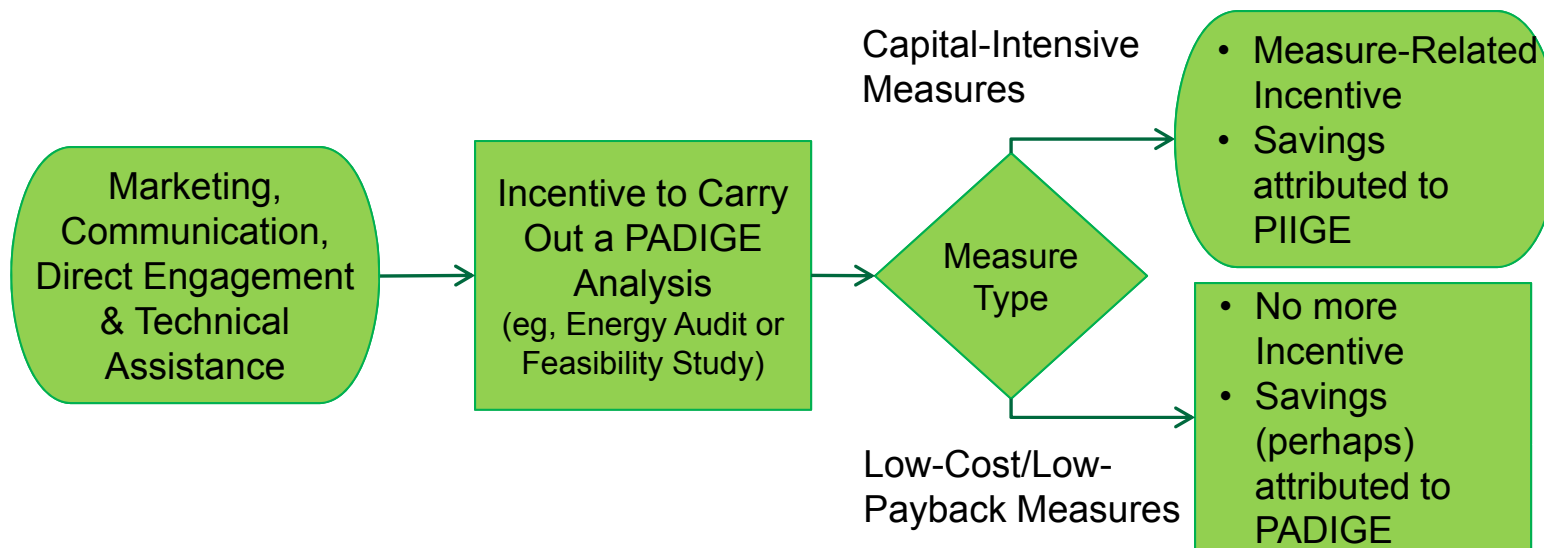 Marketing,
Communication,
Direct Engagement
& Technical
Assistance
Incentive to Carry
Out a PADIGE
Analysis
(eg, Energy Audit or
Feasibility Study)
Measure
Type
Capital-Intensive
Measures
• Measure-Related
Incentive
• Savings
attributed to
PIIGE
Low-Cost/Low-
Payback Measures
• No more
Incentive
• Savings
(perhaps)
attributed to
PADIGE